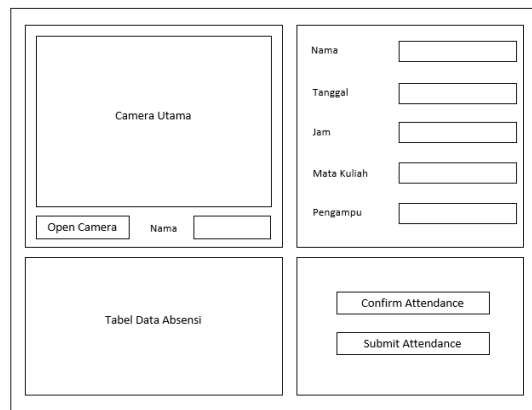 Camera Utama
Open Camera
Nama
Nama
Tanggal
Jam
Mata Kuliah
Pengampu
Tabel Data Absensi
Confirm Attendance
Submit Attendance